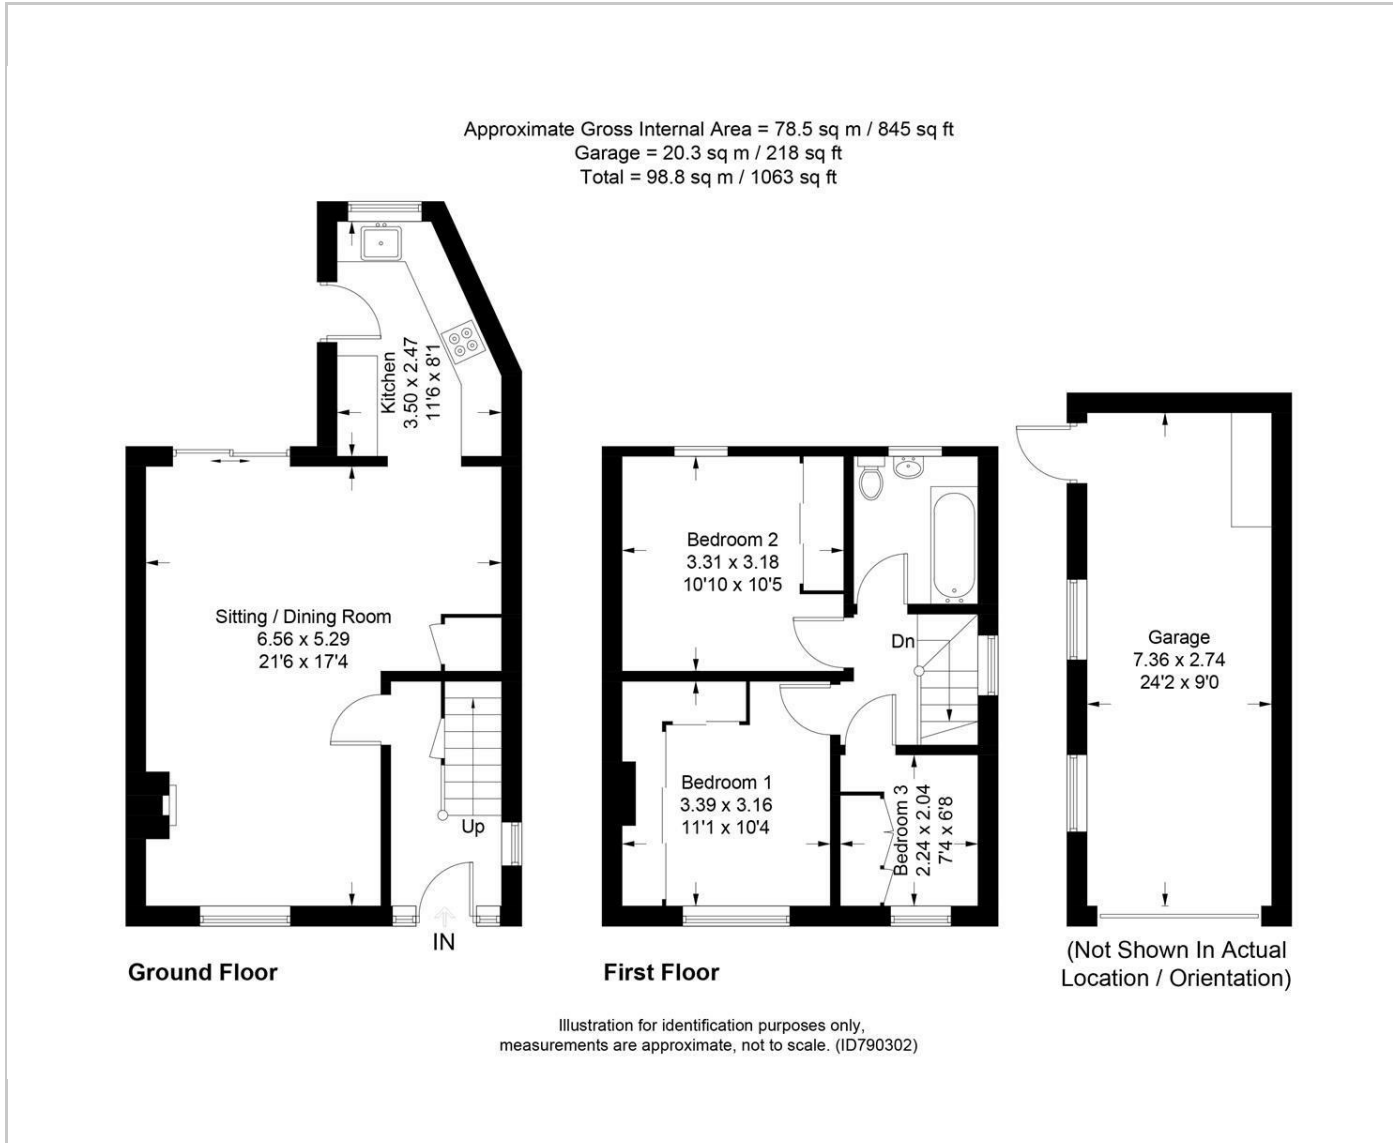 Approximate Gross Internal Area = 78.5 sq m / 845 sq ft
Garage = 20.3 sq m / 218 sq ft
Total = 98.8 sq m / 1063 sq ft
Kitchen
3.50 x 2.47
11'6 x 8'1
Sitting / Dining Room
6.56 x 5.29
21'6 x 17'4
Up
IN
Ground Floor
Bedroom 2
3.31 x 3.18
10'10 x 10'5
Dn
Bedroom 1
3.39 x 3.16
11'1 x 10'4
Bedroom 3
2.24 x 2.04
7'4 x 6'8
First Floor
Garage
7.36 x 2.74
24'2 x 9'0
(Not Shown In Actual
Location / Orientation)
Illustration for identification purposes only,
measurements are approximate, not to scale. (ID790302)